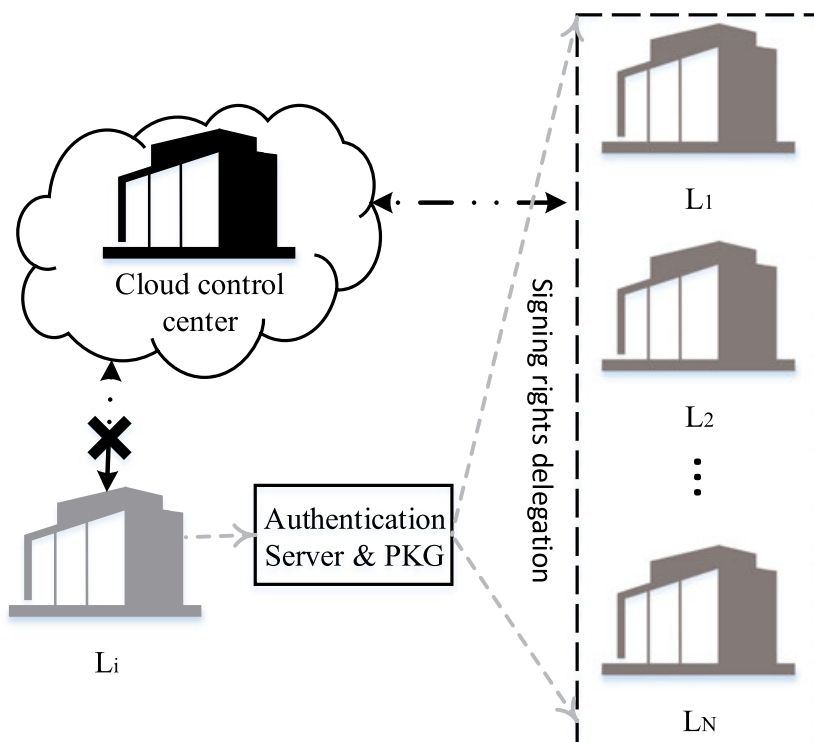 Cloud control
center
L1
Signing rights delegation
L2
Authentication
Server & PKG
Li
LN